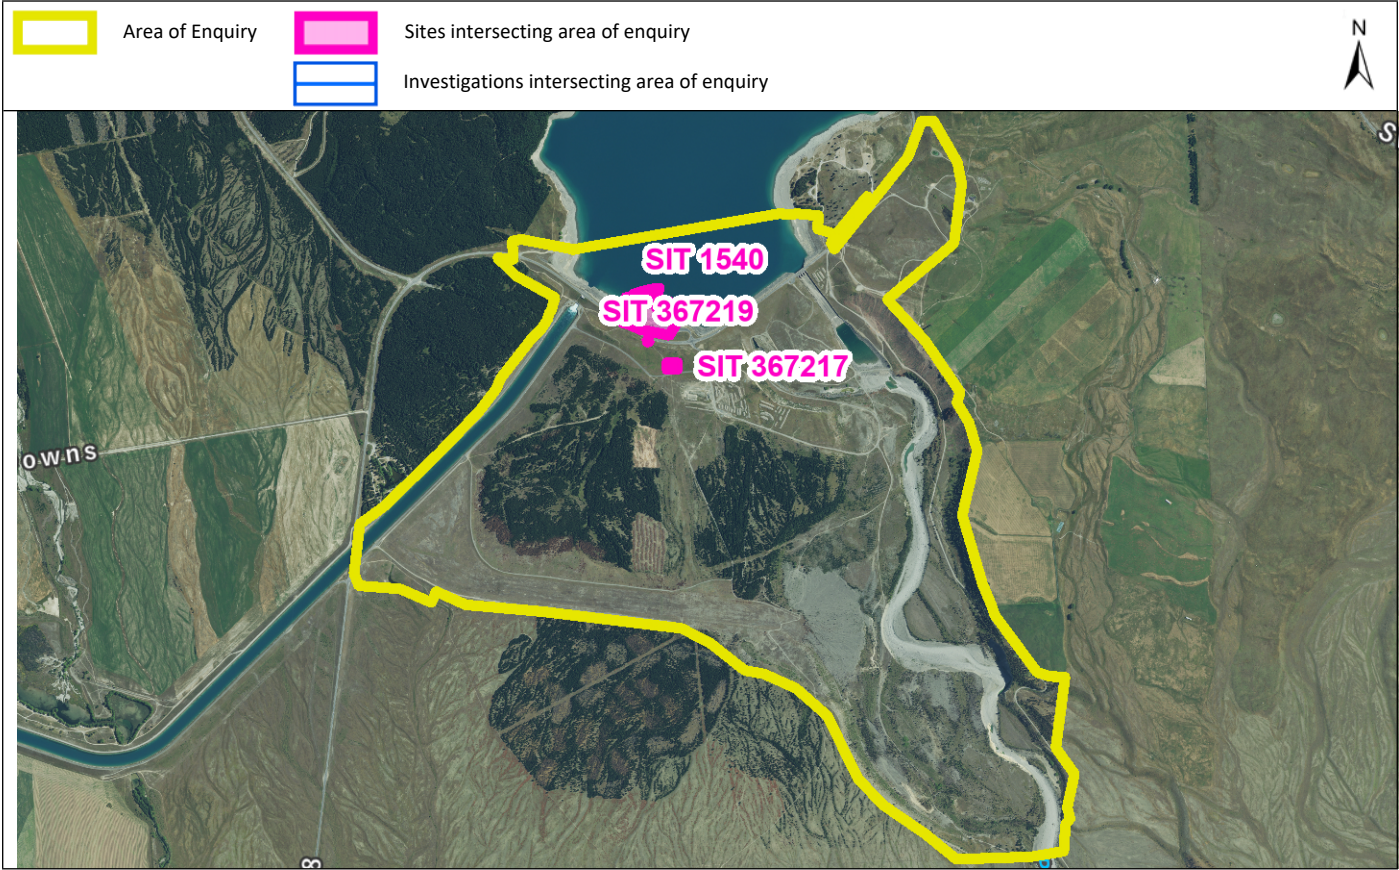 Area of Enquiry
Sites intersecting area of enquiry
N
Investigations intersecting area of enquiry
S
SIT 1540
SIT 367219
SIT 367217
owns
8